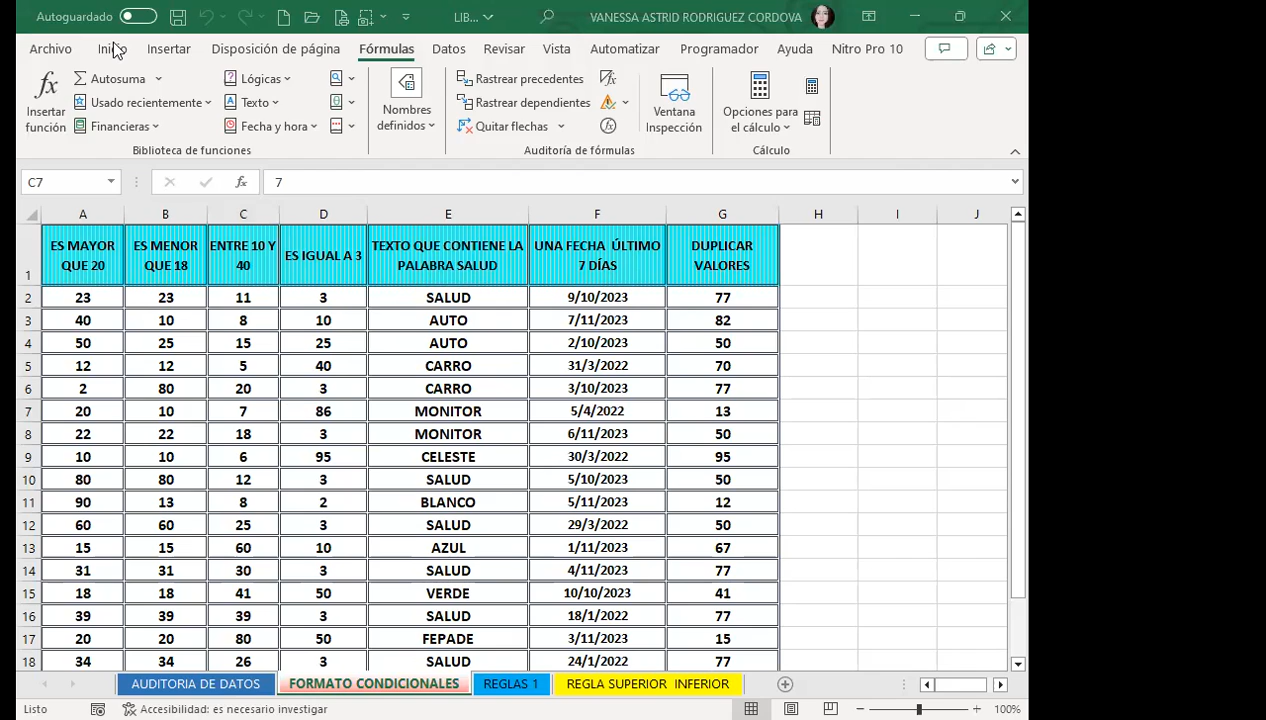 Autoguardado LIB... VANESSA ASTRID RODRIGUEZ CORDOVA
Archivo Inicio Insertar Disposición de página Fórmulas Datos Revisar Vista Automatizar Programador Ayuda Nitro Pro 10
Insertar función
Autosuma
Usado recientemente
Financieras
Lógicas
Texto
Fecha y hora
Biblioteca de funciones
Nombres definidos
Rastrear precedentes
Rastrear dependientes
Quitar flechas
Auditoría de fórmulas
Ventana Inspección
Opciones para el cálculo
Cálculo
C7 fx 7
A B C D E F G H I J
1 ES MAYOR QUE 20 ES MENOR QUE 18 ENTRE 10 Y 40 ES IGUAL A 3 TEXTO QUE CONTIENE LA PALABRA SALUD UNA FECHA ÚLTIMO 7 DÍAS DUPLICAR VALORES
2 23 23 11 3 SALUD 9/10/2023 77
3 40 10 8 10 AUTO 7/11/2023 82
4 50 25 15 25 AUTO 2/10/2023 50
5 12 12 5 40 CARRO 31/3/2022 70
6 2 80 20 3 CARRO 3/10/2023 77
7 20 10 7 86 MONITOR 5/4/2022 13
8 22 22 18 3 MONITOR 6/11/2023 50
9 10 10 6 95 CELESTE 30/3/2022 95
10 80 80 12 3 SALUD 5/10/2023 50
11 90 13 8 2 BLANCO 5/11/2023 12
12 60 60 25 3 SALUD 29/3/2022 50
13 15 15 60 10 AZUL 1/11/2023 67
14 31 31 30 3 SALUD 4/11/2023 77
15 18 18 41 50 VERDE 10/10/2023 41
16 39 39 39 3 SALUD 18/1/2022 77
17 20 20 80 50 FEPADE 3/11/2023 15
18 34 34 26 3 SALUD 24/1/2022 77
AUDITORIA DE DATOS FORMATO CONDICIONALES REGLAS 1 REGLA SUPERIOR INFERIOR
Listo Accesibilidad: es necesario investigar 100%